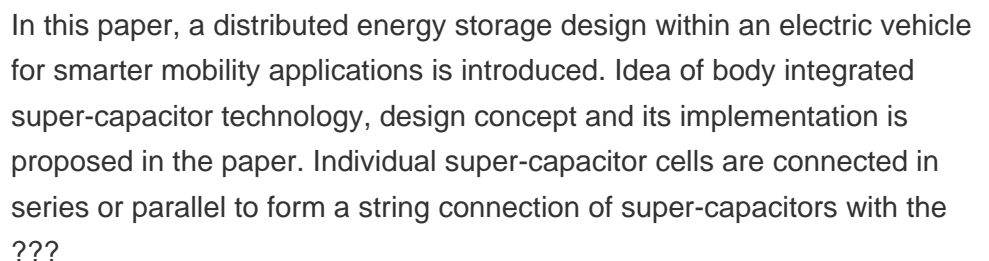 In this paper, a distributed energy storage design within an electric vehicle
for smarter mobility applications is introduced. Idea of body integrated
super-capacitor technology, design concept and its implementation is
proposed in the paper. Individual super-capacitor cells are connected in
series or parallel to form a string connection of super-capacitors with the
???